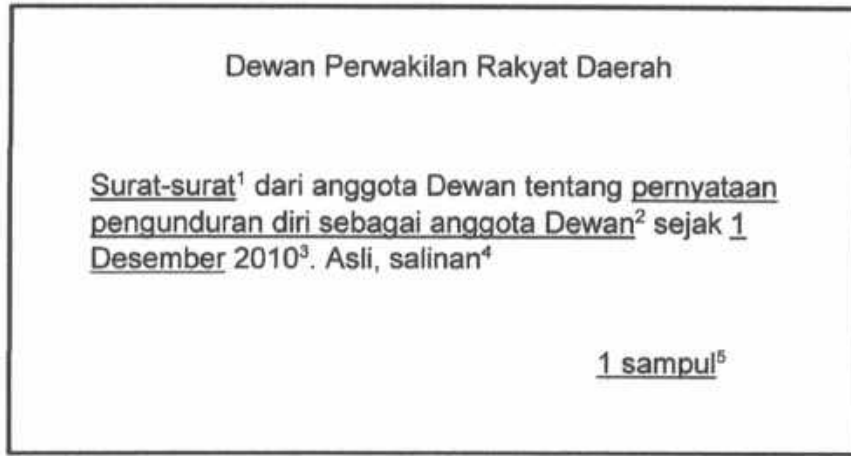 Dewan Perwakilan Rakyat Daerah
Surat-surat¹ dari anggota Dewan tentang pernyataan
pengunduran diri sebagai anggota Dewan² sejak 1
Desember 2010³. Asli, salinan⁴
1 sampul⁵